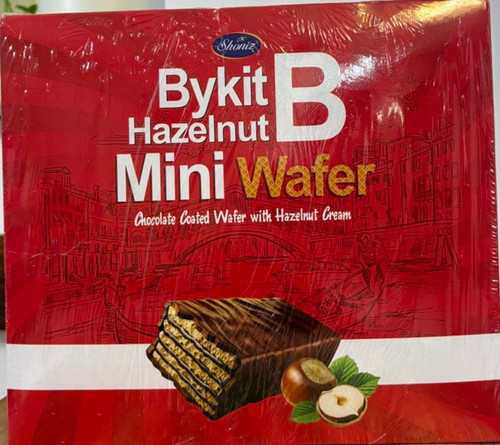 Shoniz
Bykit B
Hazelnut
Mini Wafer
Chocolate Coated Wafer with Hazelnut Cream